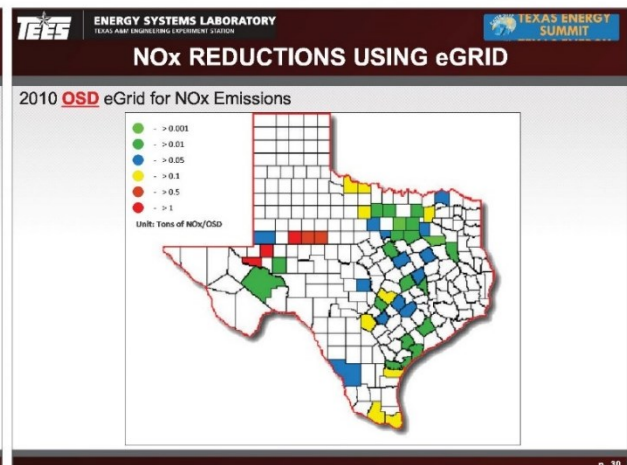 TEES
ENERGY SYSTEMS LABORATORY
TEXAS A&M ENGINEERING EXPERIMENT STATION
TEXAS ENERGY
SUMMIT
NOx REDUCTIONS USING eGRID
2010 OSD eGrid for NOx Emissions
- > 0.001
- > 0.01
- > 0.05
- > 0.1
- > 0.5
- > 1
Unit: Tons of NOx/OSD
p. 30